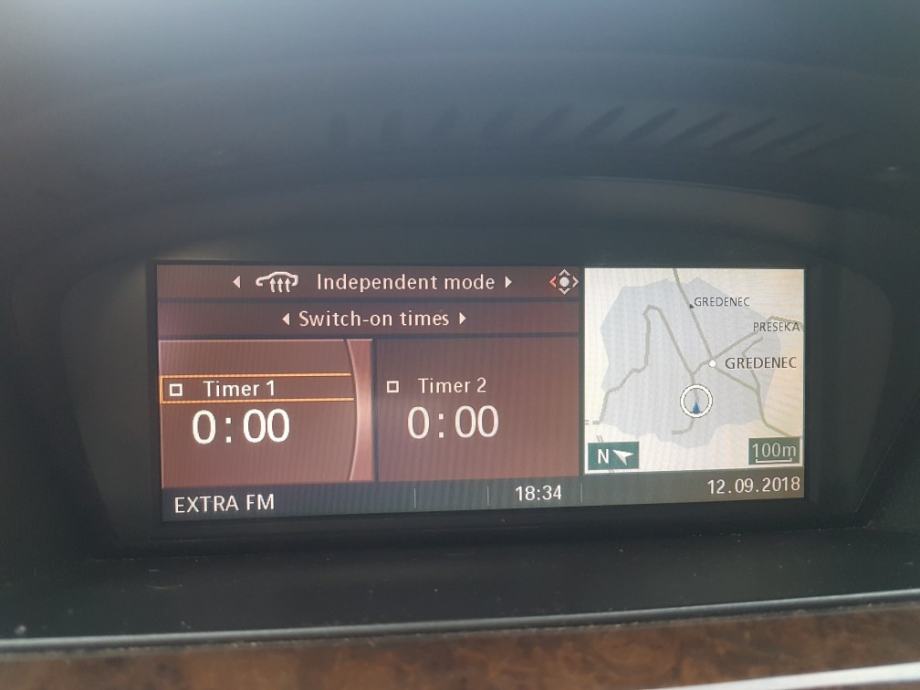 Independent mode
Switch-on times
Timer 1
0:00
Timer 2
0:00
GREDENEC
PRESEKA
GREDENEC
N
100m
EXTRA FM
18:34
12.09.2018